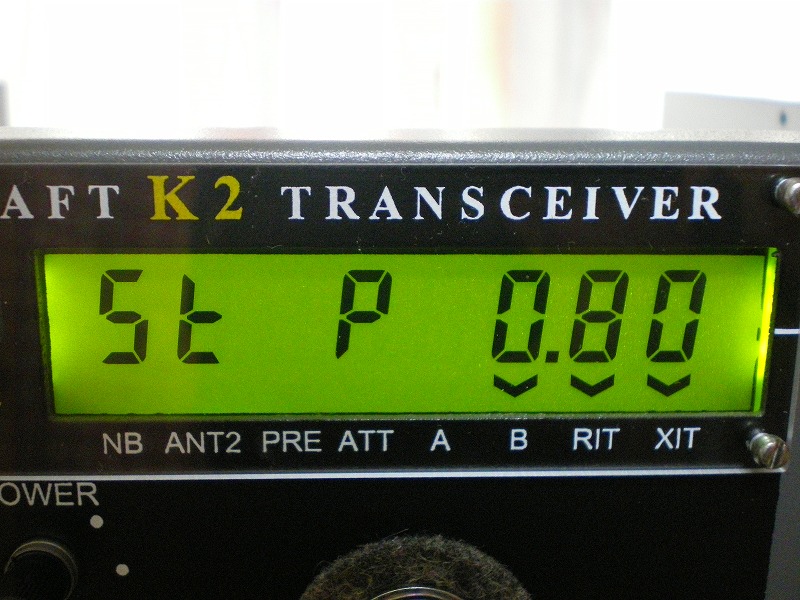 AFT K2 TRANSCEIVER
St P 0.80
NB ANT2 PRE ATT A B RIT XIT
OWER